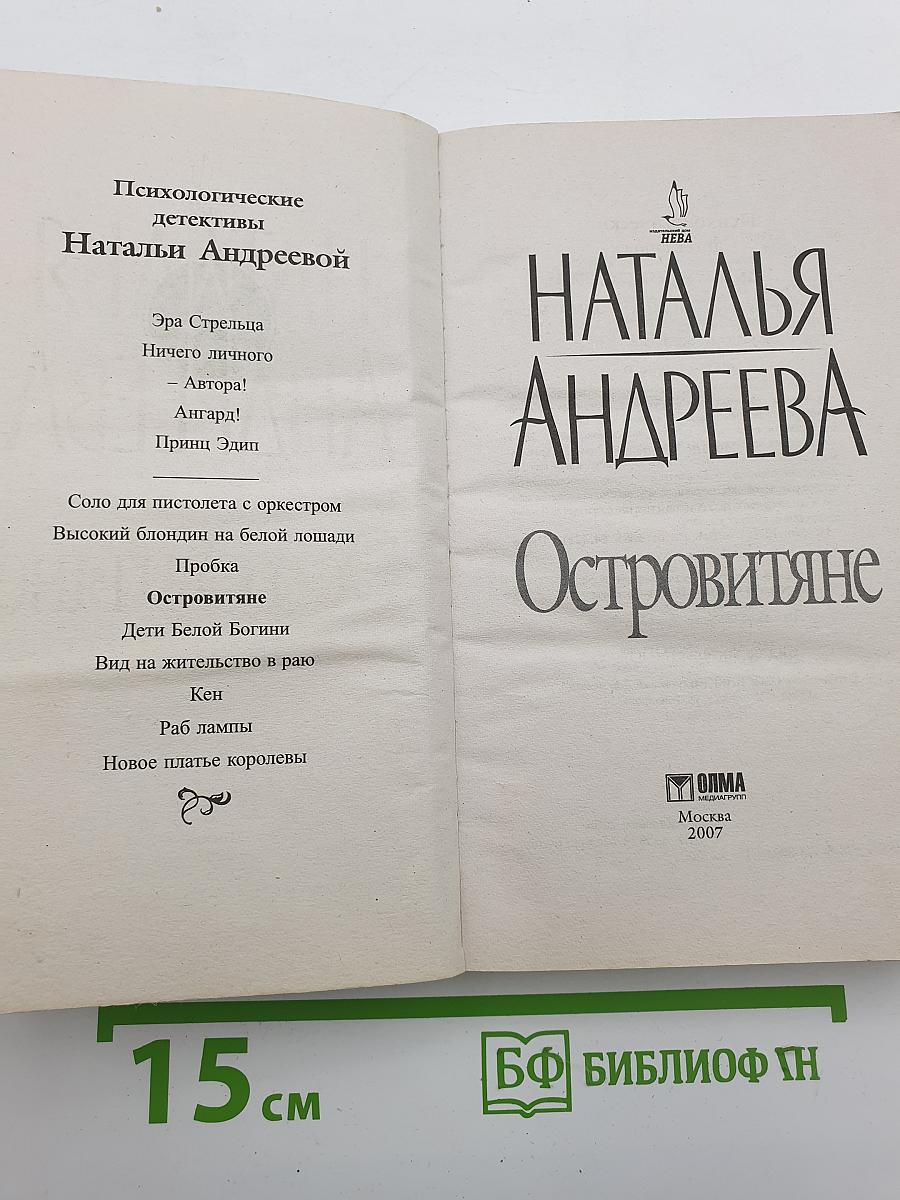 Психологические
детективы
Натальи Андреевой
Эра Стрельца
Ничего личного
– Автора!
Ангард!
Принц Эдип
Соло для пистолета с оркестром
Высокий блондин на белой лошади
Пробка
Островитяне
Дети Белой Богини
Вид на жительство в раю
Кен
Раб лампы
Новое платье королевы
издательский дом
НЕВА
НАТАЛЬЯ
АНДРЕЕВА
Островитяне
ОЛМА
МЕДИАГРУПП
Москва
2007
15 см
БФ БИБЛИОФ